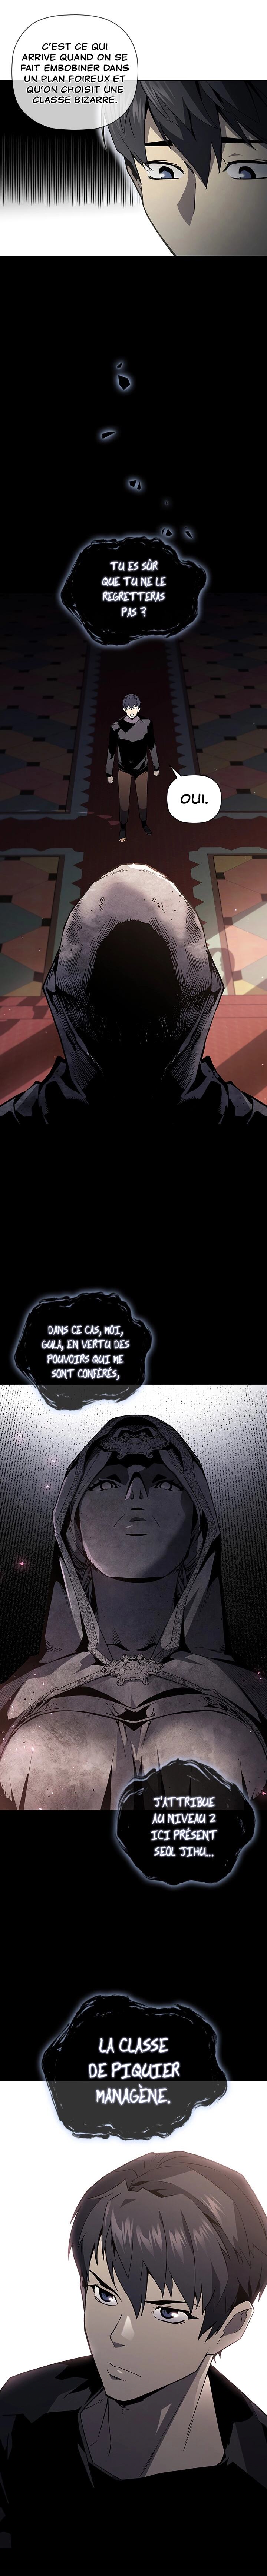 C'EST CE QUI
ARRIVE QUAND ON SE
FAIT EMBOBINER DANS
UN PLAN FOIREUX ET
QU'ON CHOISIT UNE
CLASSE BIZARRE.
TU ES SÛR
QUE TU NE LE
REGRETTERAS
PAS ?
OUI.
DANS CE CAS, MOI,
GULA, EN VERTU DES
POUVOIRS QUI ME
SONT CONFÉRÉS,
J'ATTRIBUE
AU NIVEAU 2
ICI PRÉSENT
SEOL JIHU...
LA CLASSE
DE PIQUIER
MANAGÈNE.